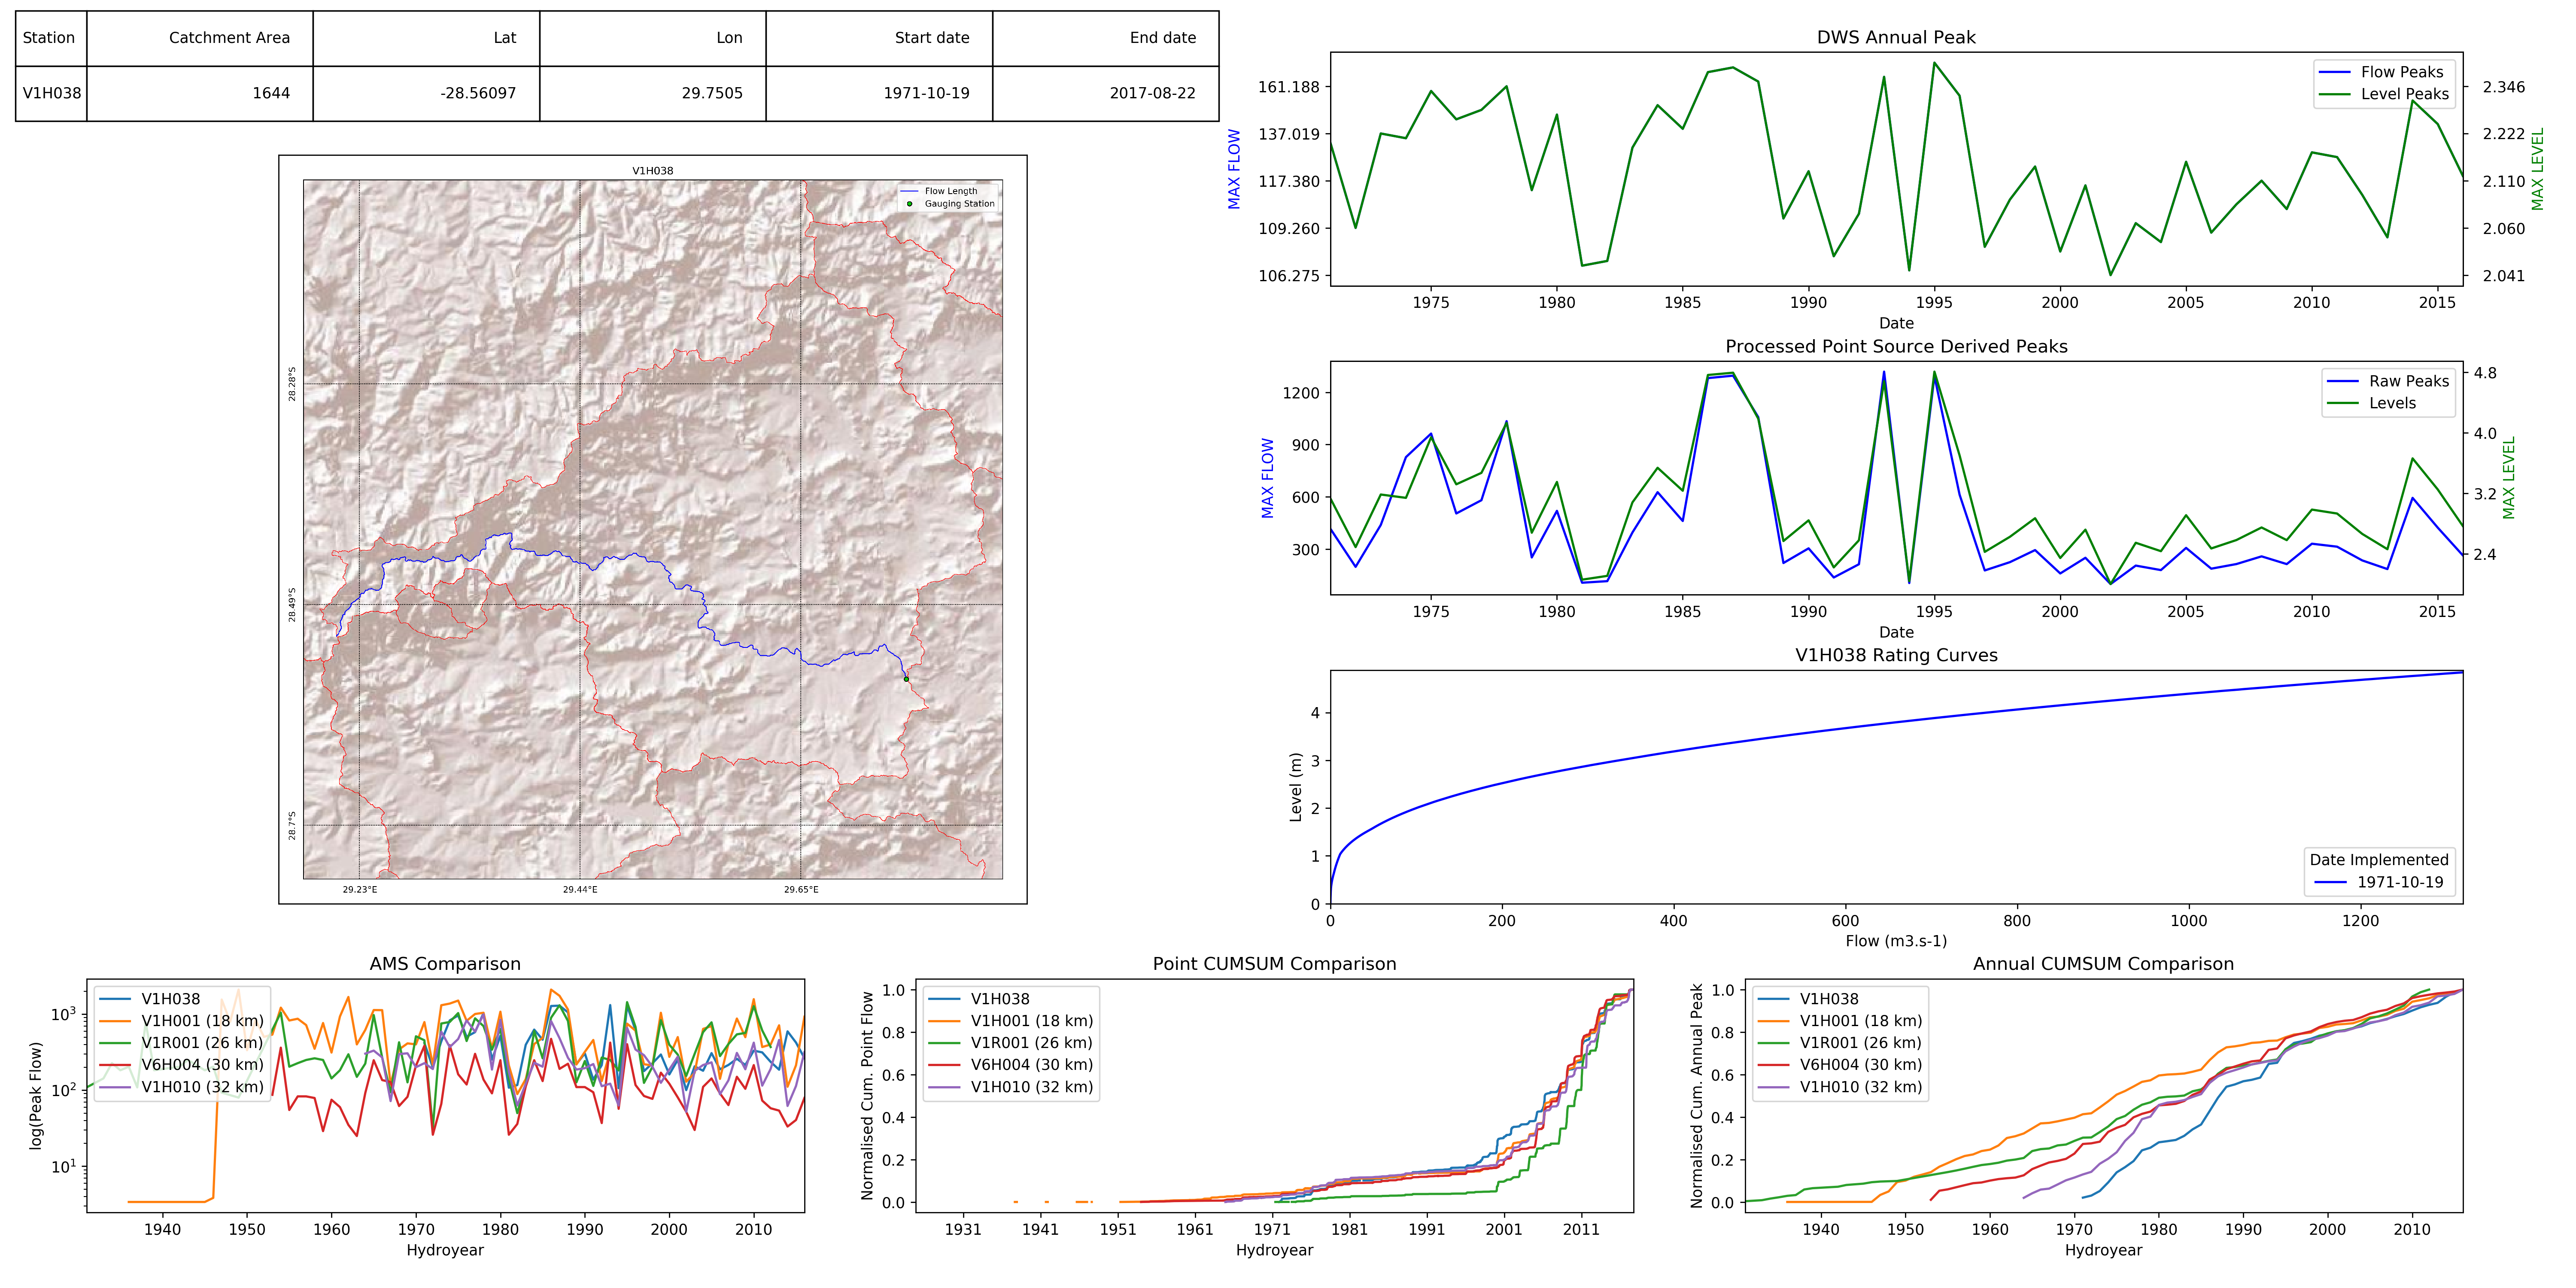 Station Catchment Area Lat Lon Start date End date
V1H038 1644 -28.56097 29.7505 1971-10-19 2017-08-22
V1H038
Flow Length
Gauging Station
28.28°S
28.49°S
28.7°S
29.23°E 29.44°E 29.65°E
DWS Annual Peak
Flow Peaks
Level Peaks
MAX FLOW
161.188
137.019
117.380
109.260
106.275
MAX LEVEL
2.346
2.222
2.110
2.060
2.041
1975 1980 1985 1990 1995 2000 2005 2010 2015
Date
Processed Point Source Derived Peaks
Raw Peaks
Levels
MAX FLOW
1200
900
600
300
MAX LEVEL
4.8
4.0
3.2
2.4
1975 1980 1985 1990 1995 2000 2005 2010 2015
Date
V1H038 Rating Curves
Level (m)
4
3
2
1
0
Date Implemented
1971-10-19
0 200 400 600 800 1000 1200
Flow (m3.s-1)
AMS Comparison
V1H038
V1H001 (18 km)
V1R001 (26 km)
V6H004 (30 km)
V1H010 (32 km)
log(Peak Flow)
10³
10²
10¹
1940 1950 1960 1970 1980 1990 2000 2010
Hydroyear
Point CUMSUM Comparison
V1H038
V1H001 (18 km)
V1R001 (26 km)
V6H004 (30 km)
V1H010 (32 km)
Normalised Cum. Point Flow
1.0
0.8
0.6
0.4
0.2
0.0
1931 1941 1951 1961 1971 1981 1991 2001 2011
Hydroyear
Annual CUMSUM Comparison
V1H038
V1H001 (18 km)
V1R001 (26 km)
V6H004 (30 km)
V1H010 (32 km)
Normalised Cum. Annual Peak
1.0
0.8
0.6
0.4
0.2
0.0
1940 1950 1960 1970 1980 1990 2000 2010
Hydroyear